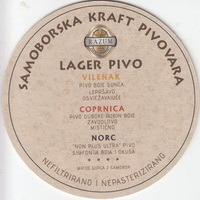 SAMOBORSKA KRAFT PIVOVARA
RAZUM
LAGER PIVO
VILENAK
PIVO BOJE SUNCA
LEPRŠAVO
OSVJEŽAVAJUĆE
COPRNICA
PIVO DUBOKE RUBIN BOJE
ZAVODLJIVO
MISTIČNO
NORC
"NON PLUS ULTRA" PIVO
SIMFONIJA BOJA I OKUSA
NEFILTRIRANO I NEPASTERIZIRANO